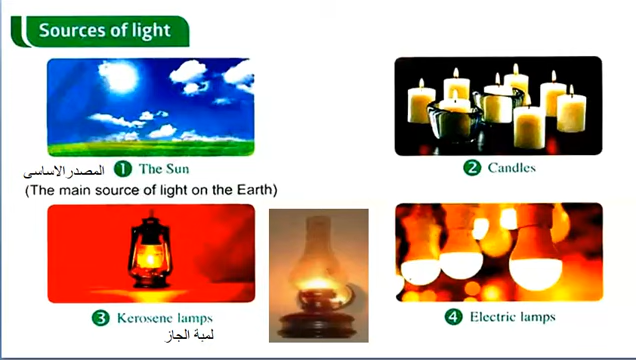 Sources of light
المصدر الاساسى 1 The Sun
(The main source of light on the Earth)
2 Candles
3 Kerosene lamps
لمبة الجاز
4 Electric lamps